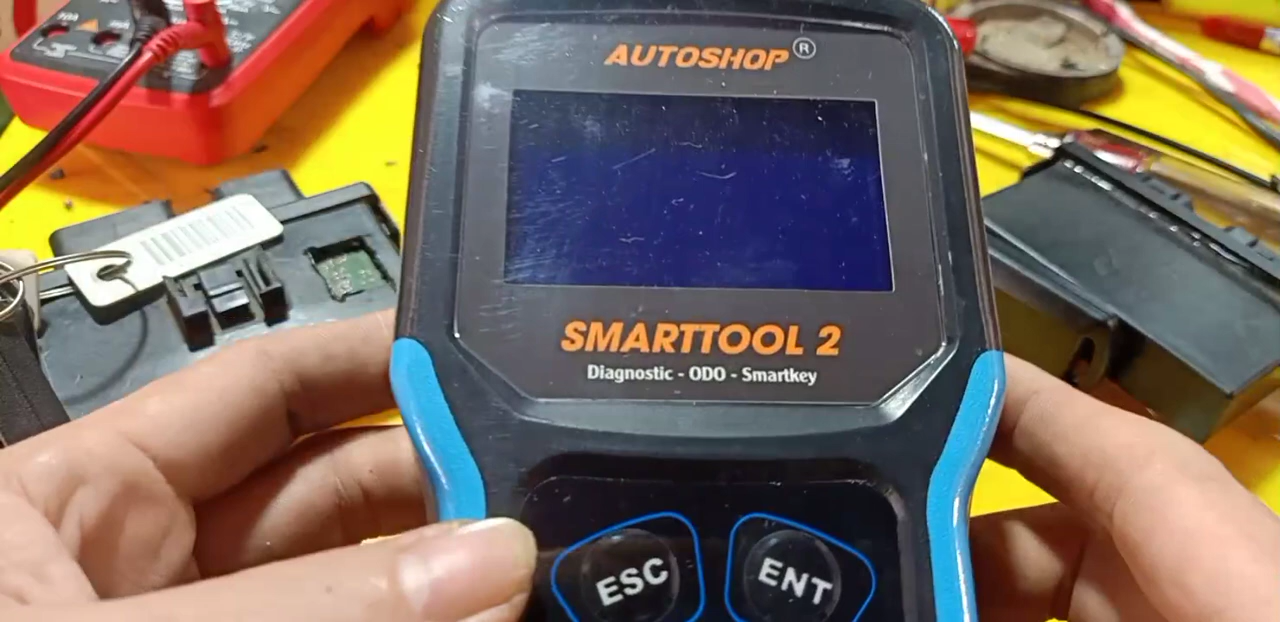 AUTOSHOP®
SMARTTOOL 2
Diagnostic - ODO - Smartkey
ESC
ENT